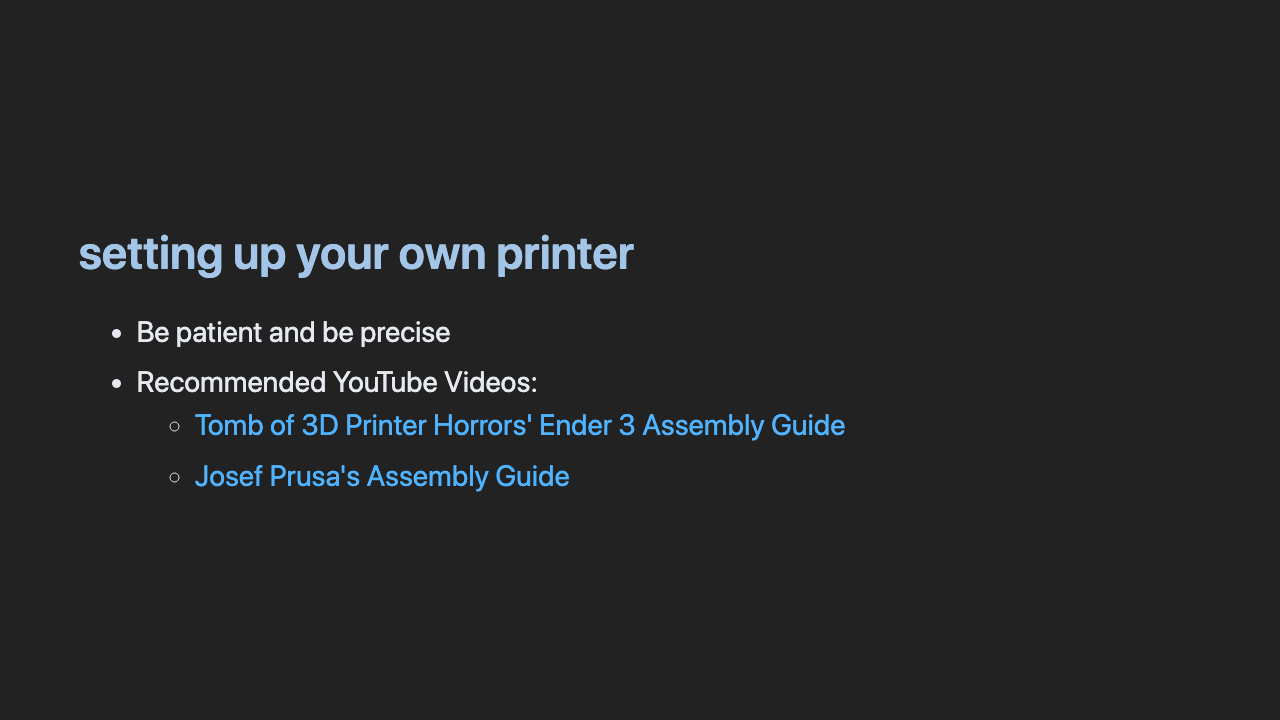 setting up your own printer
Be patient and be precise
Recommended YouTube Videos:
Tomb of 3D Printer Horrors' Ender 3 Assembly Guide
Josef Prusa's Assembly Guide